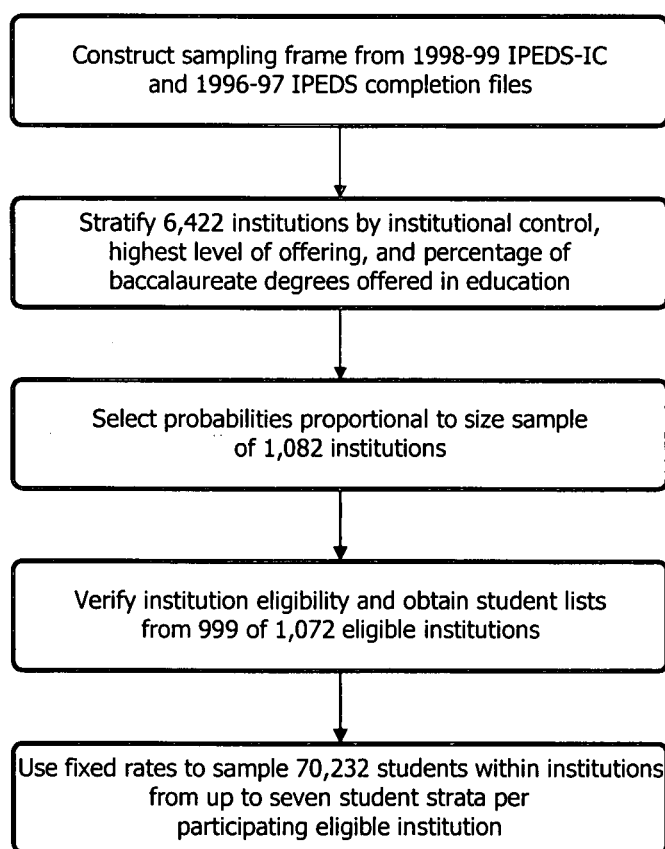 Construct sampling frame from 1998-99 IPEDS-IC
and 1996-97 IPEDS completion files
Stratify 6,422 institutions by institutional control,
highest level of offering, and percentage of
baccalaureate degrees offered in education
Select probabilities proportional to size sample
of 1,082 institutions
Verify institution eligibility and obtain student lists
from 999 of 1,072 eligible institutions
Use fixed rates to sample 70,232 students within institutions
from up to seven student strata per
participating eligible institution